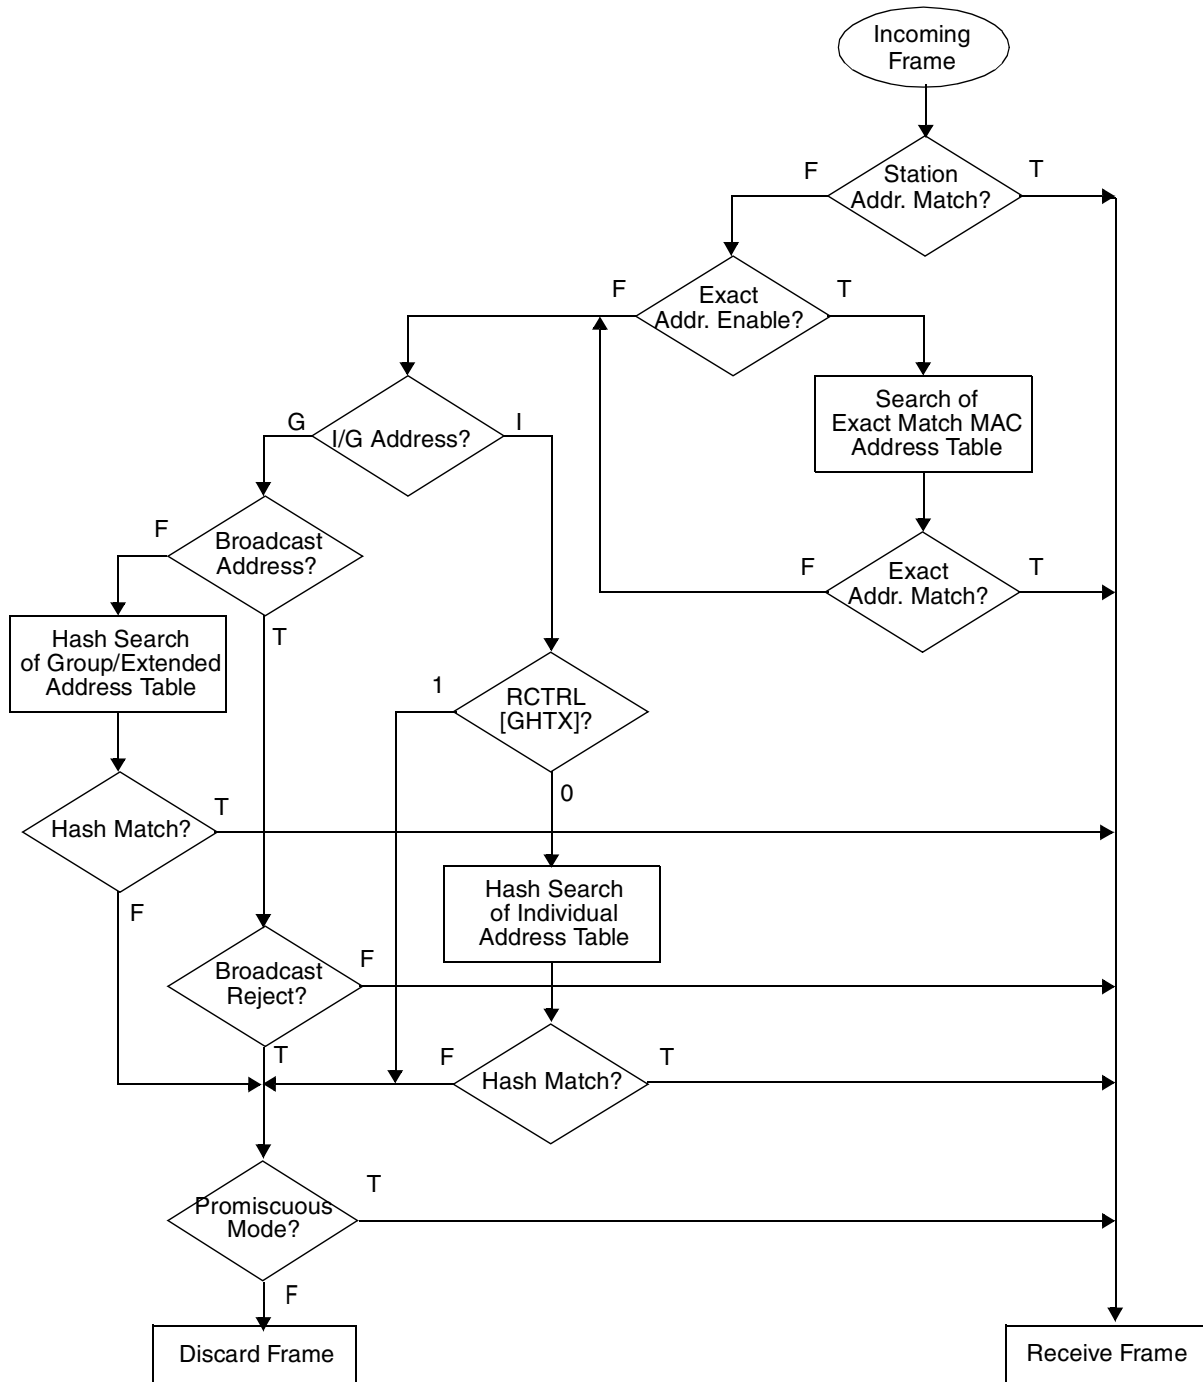 Incoming
Frame
F
Station
Addr. Match?
T
F
Exact
Addr. Enable?
T
Search of
Exact Match MAC
Address Table
G
I/G Address?
I
F
Broadcast
Address?
T
F
Exact
Addr. Match?
T
Hash Search
of Group/Extended
Address Table
1
RCTRL
[GHTX]?
0
Hash Match?
T
F
Hash Search
of Individual
Address Table
Broadcast
Reject?
F
T
F
Hash Match?
T
Promiscuous
Mode?
T
F
Discard Frame
Receive Frame